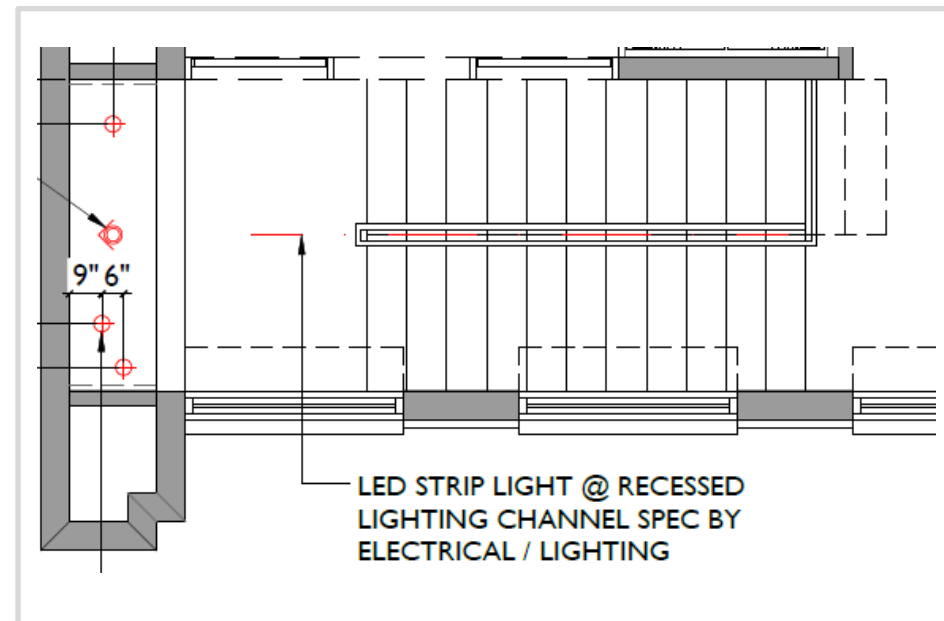 9" 6"
LED STRIP LIGHT @ RECESSED
LIGHTING CHANNEL SPEC BY
ELECTRICAL / LIGHTING